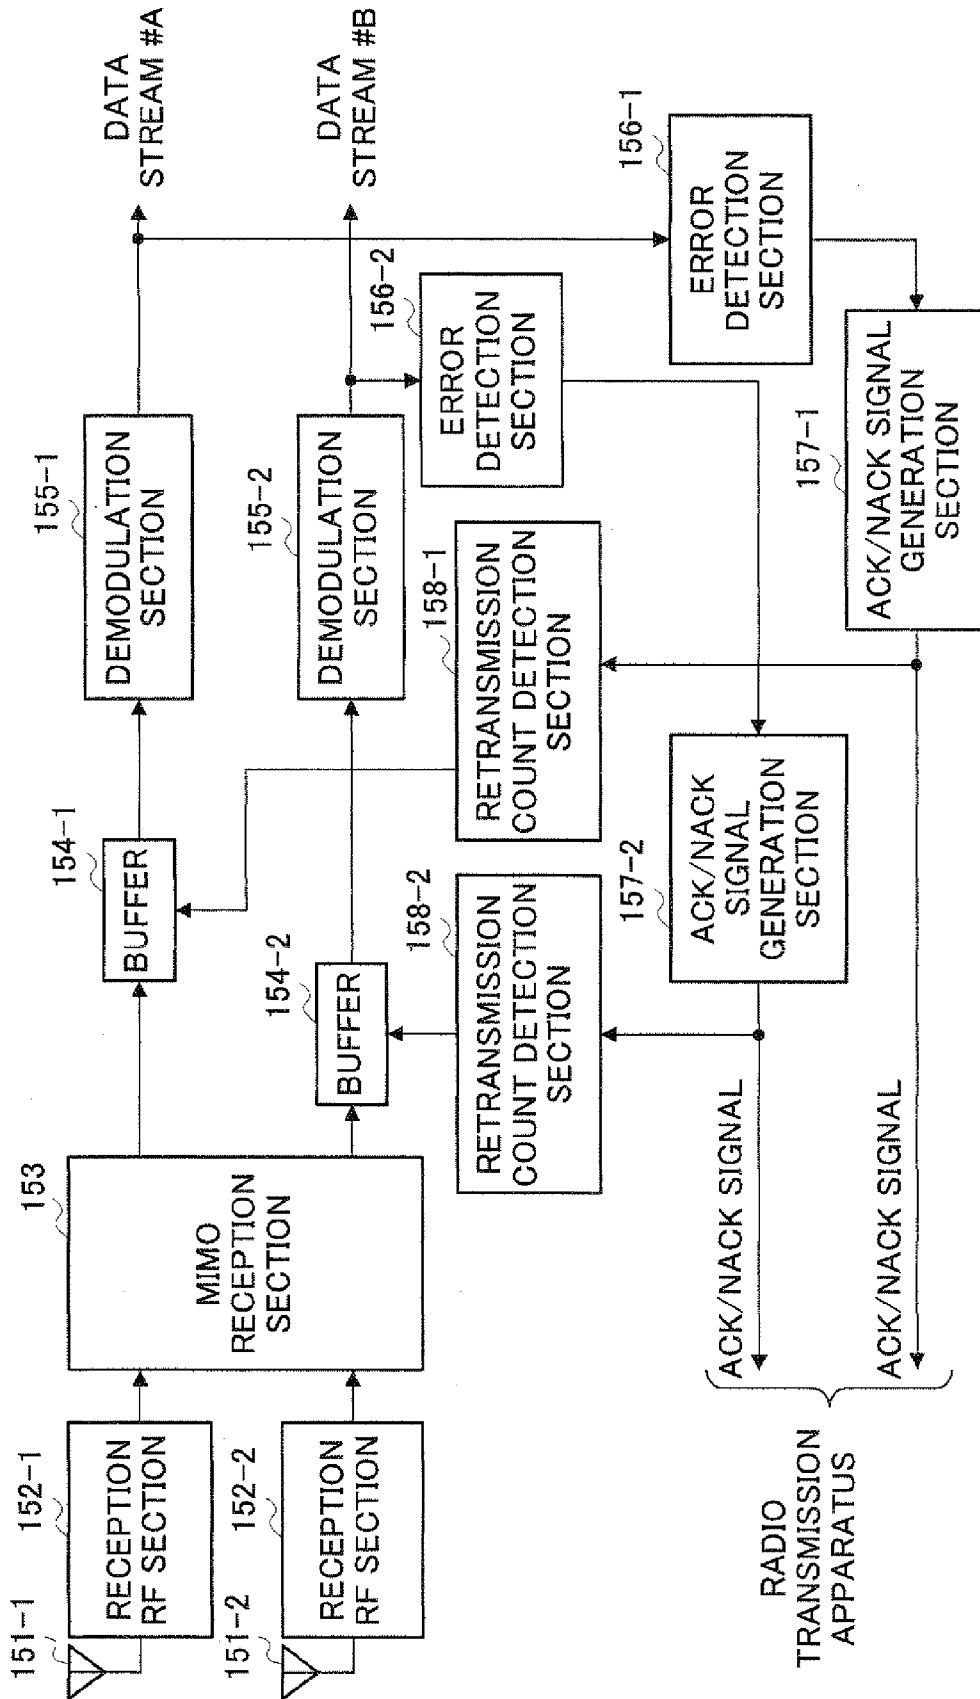 151-1
RECEPTION
RF SECTION
152-1
151-2
RECEPTION
RF SECTION
152-2
MIMO
RECEPTION
SECTION
153
BUFFER
154-1
BUFFER
154-2
DEMODULATION
SECTION
155-1
DEMODULATION
SECTION
155-2
DATA
STREAM #A
DATA
STREAM #B
ERROR
DETECTION
SECTION
156-2
ERROR
DETECTION
SECTION
156-1
RETRANSMISSION
COUNT DETECTION
SECTION
158-2
RETRANSMISSION
COUNT DETECTION
SECTION
158-1
ACK/NACK
SIGNAL
GENERATION
SECTION
157-2
ACK/NACK SIGNAL
GENERATION
SECTION
157-1
ACK/NACK SIGNAL
ACK/NACK SIGNAL
RADIO
TRANSMISSION
APPARATUS